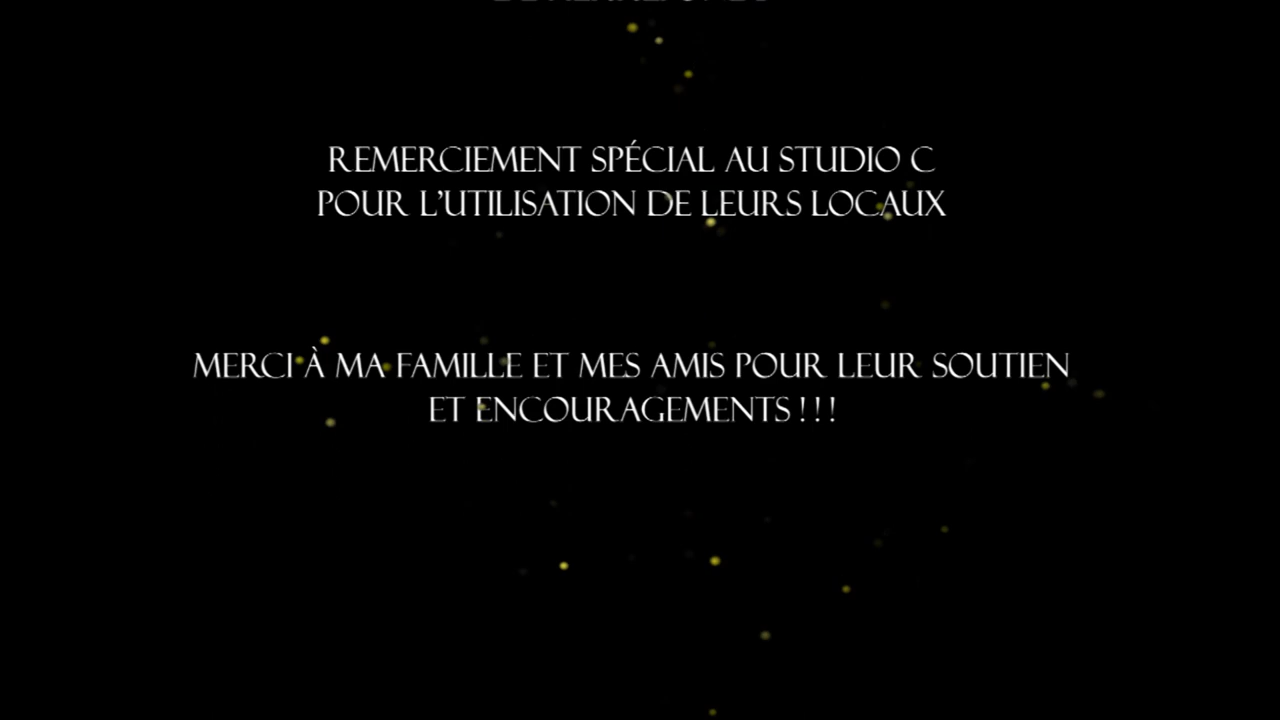 REMERCIEMENT SPÉCIAL AU STUDIO C
POUR L'UTILISATION DE LEURS LOCAUX
MERCI À MA FAMILLE ET MES AMIS POUR LEUR SOUTIEN
ET ENCOURAGEMENTS ! ! !